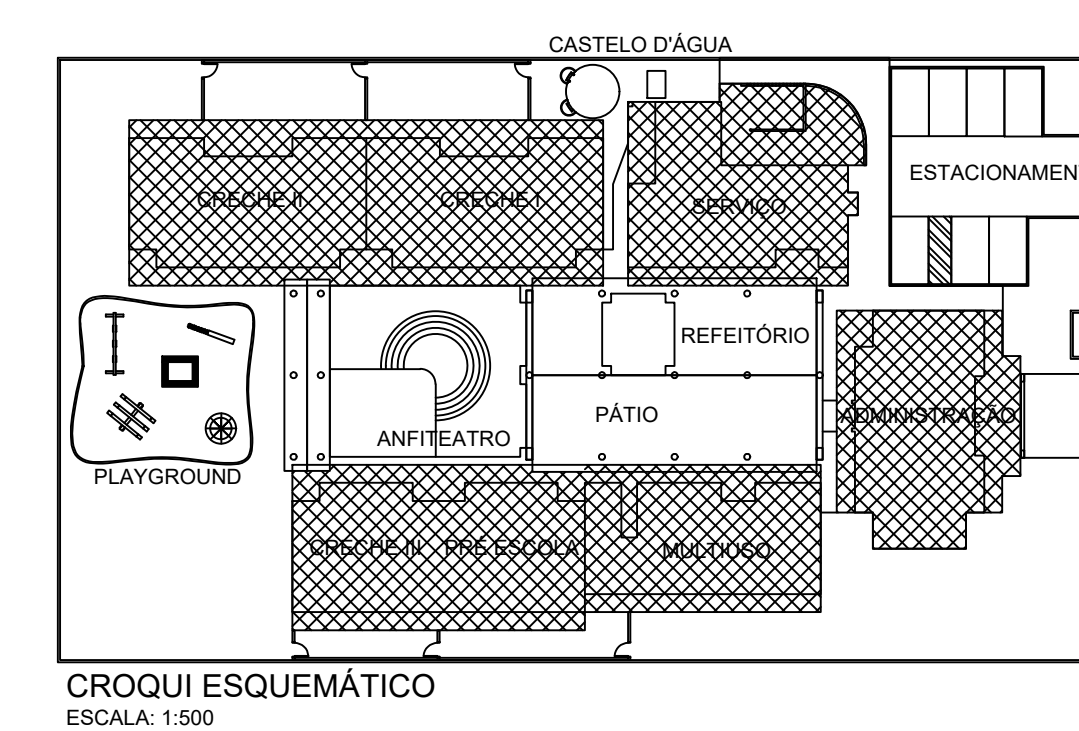 CASTELO D'ÁGUA
CRECHE II
CRECHE I
SERVIÇO
ESTACIONAMEN
REFEITÓRIO
PÁTIO
ANFITEATRO
ADMINISTRAÇÃO
PLAYGROUND
CRECHE III
PRÉ ESCOLA
MULTIUSO
CROQUI ESQUEMÁTICO
ESCALA: 1:500